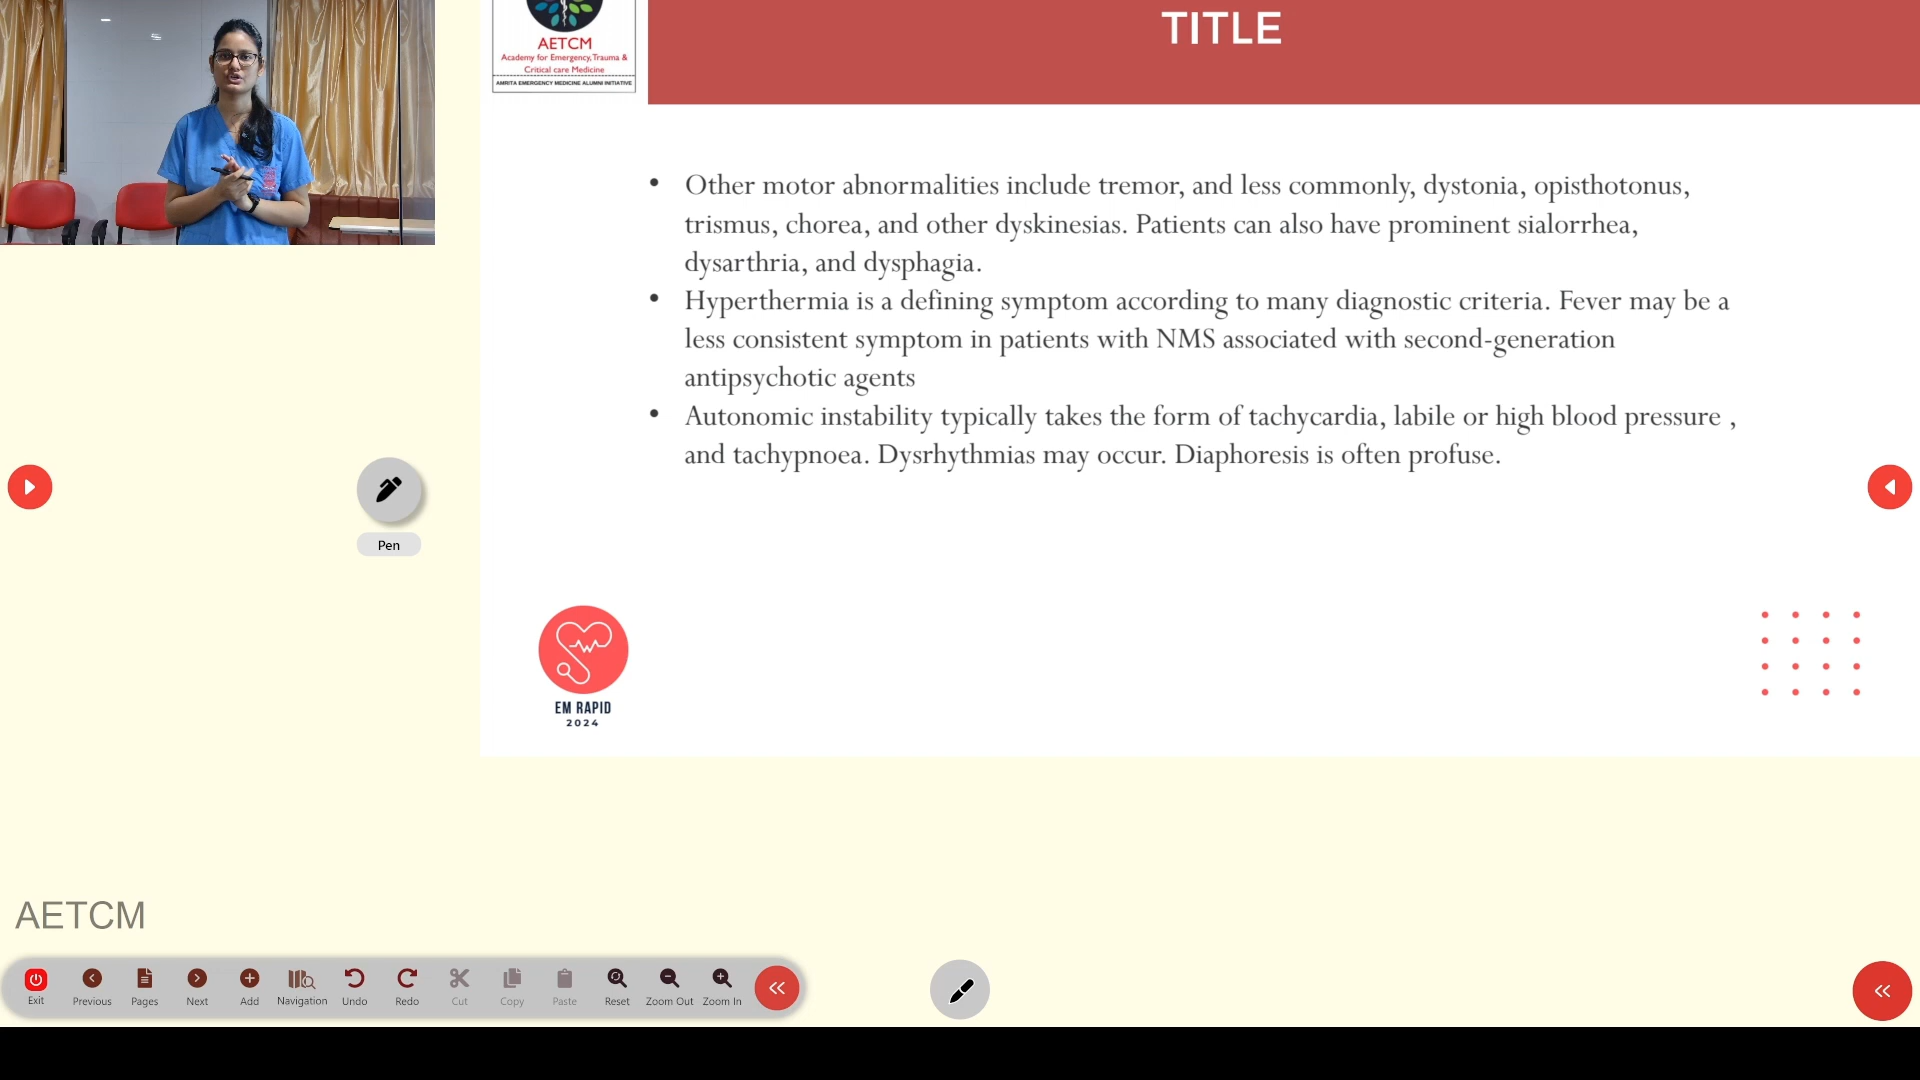 TITLE
AETCM
Academy for Emergency, Trauma &
Critical care Medicine
AMRITA EMERGENCY MEDICINE ALUMNI INITIATIVE
• Other motor abnormalities include tremor, and less commonly, dystonia, opisthotonus,
trismus, chorea, and other dyskinesias. Patients can also have prominent sialorrhea,
dysarthria, and dysphagia.
• Hyperthermia is a defining symptom according to many diagnostic criteria. Fever may be a
less consistent symptom in patients with NMS associated with second-generation
antipsychotic agents
• Autonomic instability typically takes the form of tachycardia, labile or high blood pressure ,
and tachypnoea. Dysrhythmias may occur. Diaphoresis is often profuse.
Pen
EM RAPID
2024
AETCM
Exit Previous Pages Next Add Navigation Undo Redo Cut Copy Paste Reset Zoom Out Zoom In